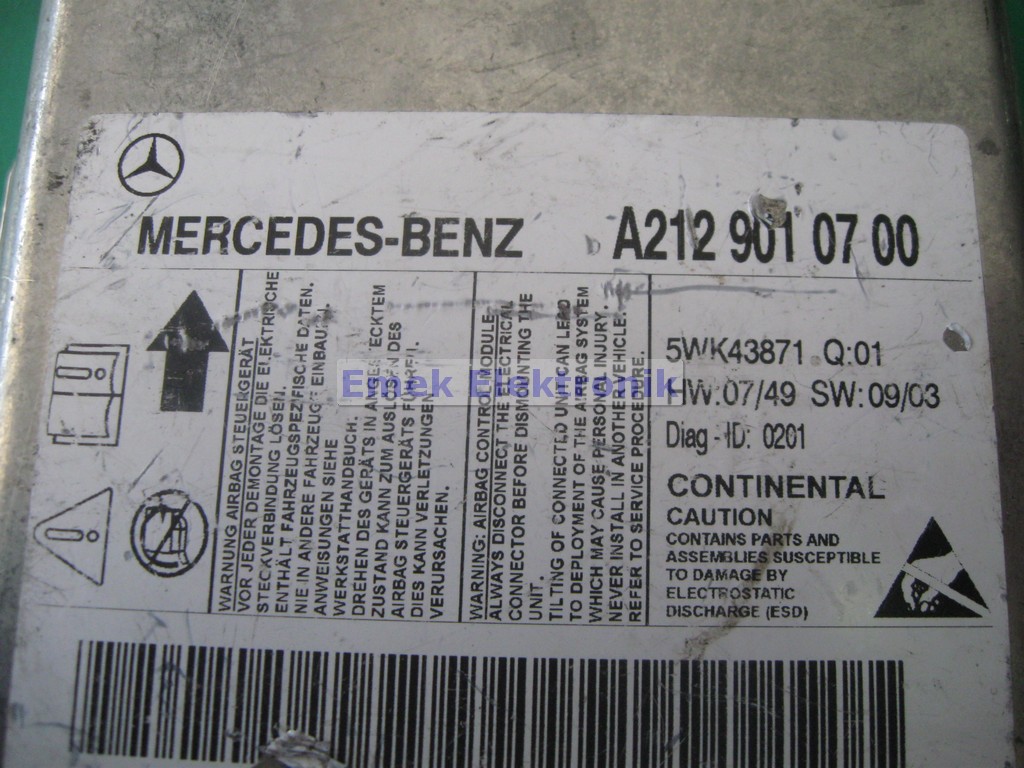 MERCEDES-BENZ A212 901 07 00
WARNUNG AIRBAG STEUERGERÄT
VOR JEDER DEMONTAGE DIE ELEKTRISCHE
STECKVERBINDUNG LÖSEN.
ENTHÄLT FAHRZEUGSPEZIFISCHE DATEN.
NIE IN ANDERE FAHRZEUGE EINBAUEN.
ANWEISUNGEN SIEHE
WERKSTATTHANDBUCH.
DREHEN DES GERÄTS IN ANGESTECKTEM
ZUSTAND KANN ZUM AUSLÖSEN DES
AIRBAG STEUERGERÄTS FÜHREN.
DIES KANN VERLETZUNGEN
VERURSACHEN.
WARNING: AIRBAG CONTROL MODULE.
ALWAYS DISCONNECT THE ELECTRICAL
CONNECTOR BEFORE DISMOUNTING THE
UNIT.
TILTING OF CONNECTED UNIT CAN LEAD
TO DEPLOYMENT OF THE AIRBAG SYSTEM
WHICH MAY CAUSE PERSONAL INJURY.
NEVER INSTALL IN ANOTHER VEHICLE.
REFER TO SERVICE PROCEDURE.
5WK43871 Q:01
HW:07/49 SW:09/03
Diag-ID: 0201
CONTINENTAL
CAUTION
CONTAINS PARTS AND
ASSEMBLIES SUSCEPTIBLE
TO DAMAGE BY
ELECTROSTATIC
DISCHARGE (ESD)
Emek Elektronik